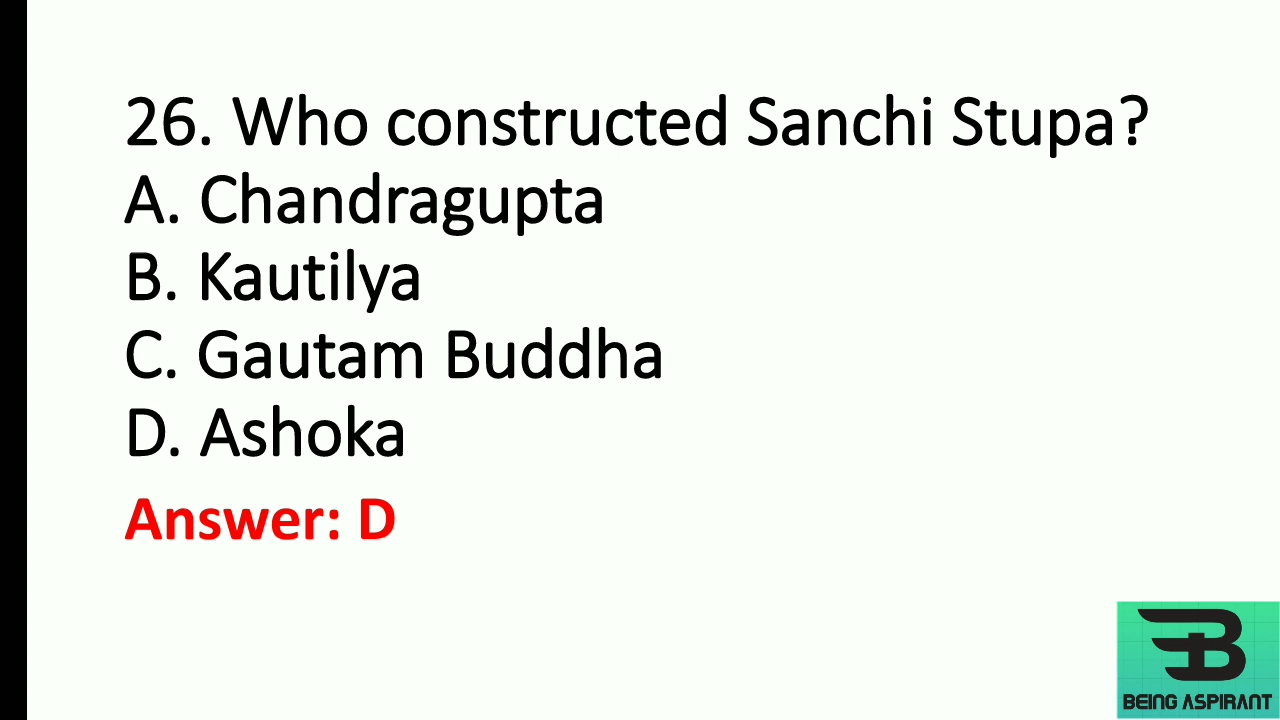 26. Who constructed Sanchi Stupa?
A. Chandragupta
B. Kautilya
C. Gautam Buddha
D. Ashoka
Answer: D
BEING ASPIRANT